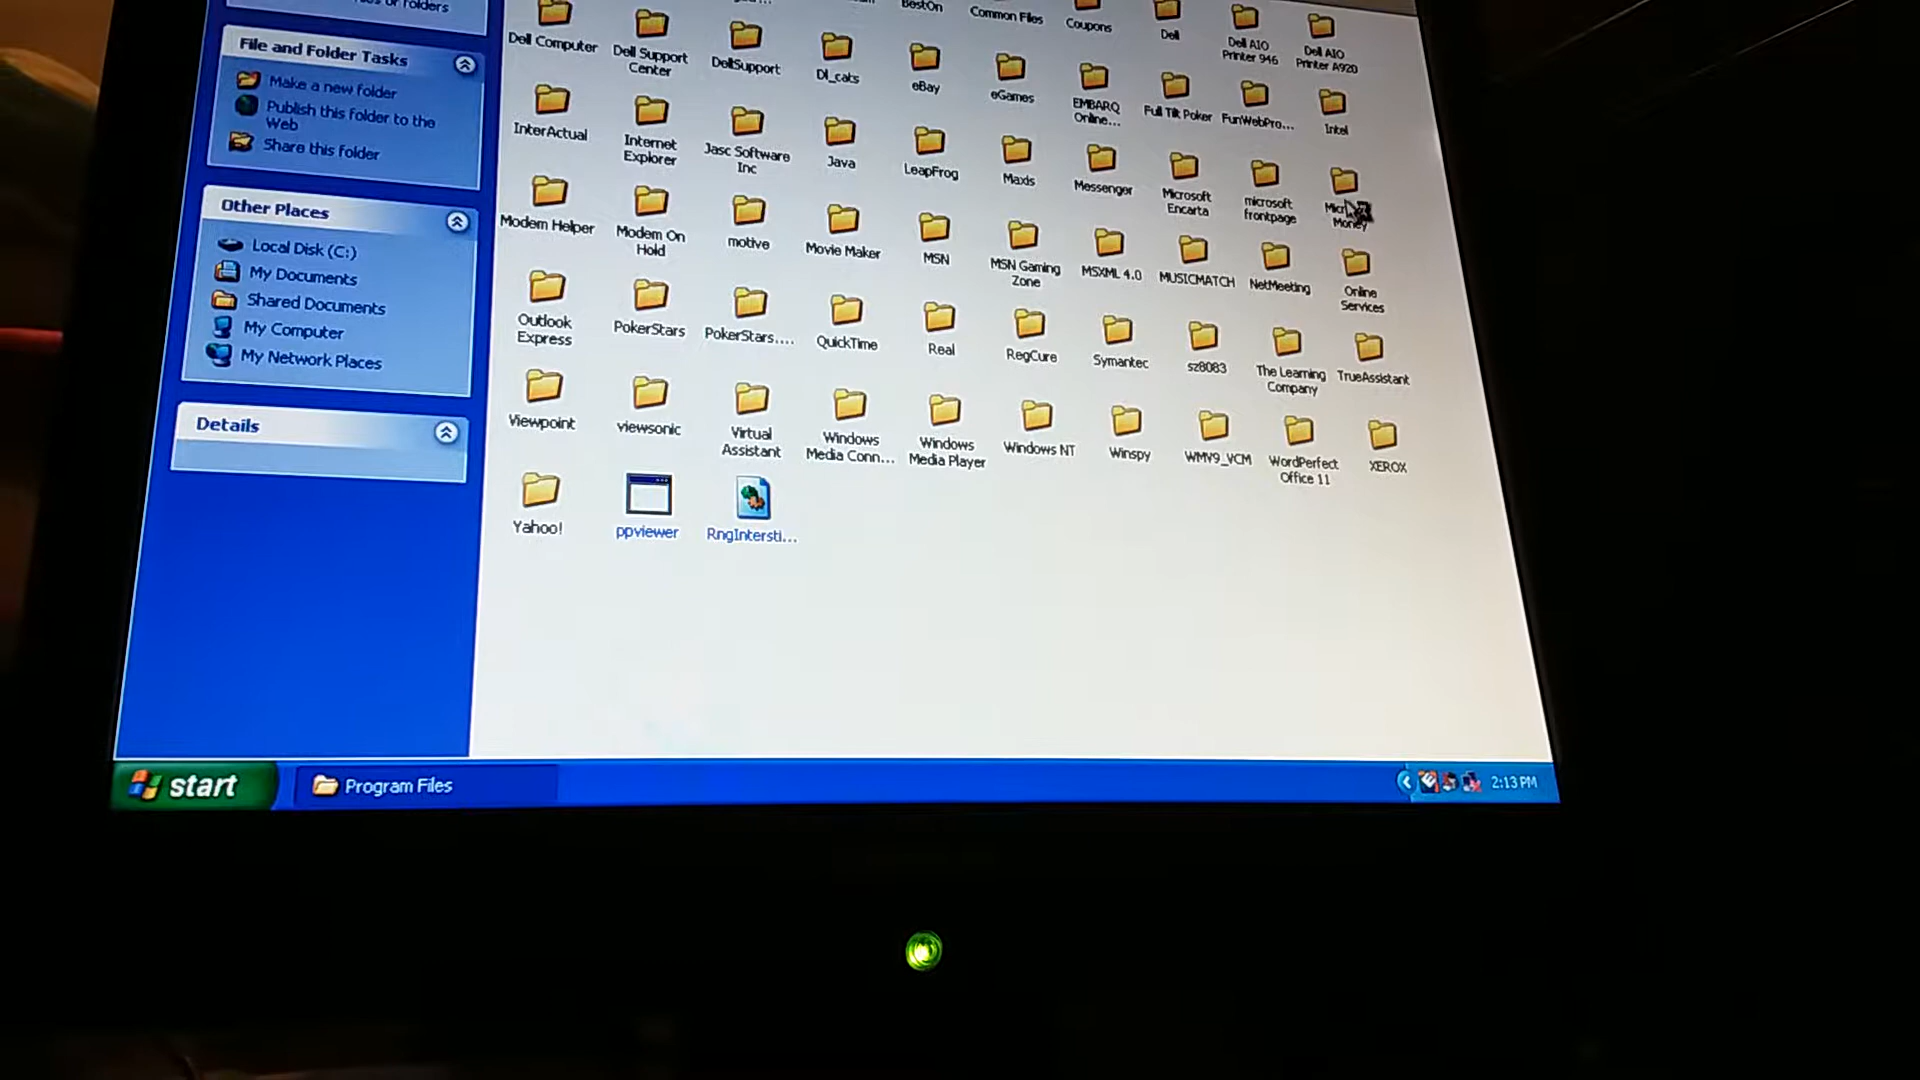 files or folders
File and Folder Tasks
Make a new folder
Publish this folder to the
Web
Share this folder
Other Places
Local Disk (C:)
My Documents
Shared Documents
My Computer
My Network Places
Details
BestOn
Common Files
Coupons
Dell
Dell AIO
Printer 946
Dell AIO
Printer A920
Dell Computer
Dell Support
Center
DellSupport
Dl_cats
eBay
eGames
EMBARQ
Online...
Full Tilt Poker
FunWebPro...
Intel
InterActual
Internet
Explorer
Jasc Software
Inc
Java
LeapFrog
Maxis
Messenger
Microsoft
Encarta
microsoft
frontpage
Money
Modem Helper
Modem On
Hold
motive
Movie Maker
MSN
MSN Gaming
Zone
MSXML 4.0
MUSICMATCH
NetMeeting
Online
Services
Outlook
Express
PokerStars
PokerStars....
QuickTime
Real
RegCure
Symantec
sz8083
The Learning
Company
TrueAssistant
Viewpoint
viewsonic
Virtual
Assistant
Windows
Media Conn...
Windows
Media Player
Windows NT
Winspy
WMV9_VCM
WordPerfect
Office 11
XEROX
Yahoo!
ppviewer
RngIntersti...
start
Program Files
2:13 PM